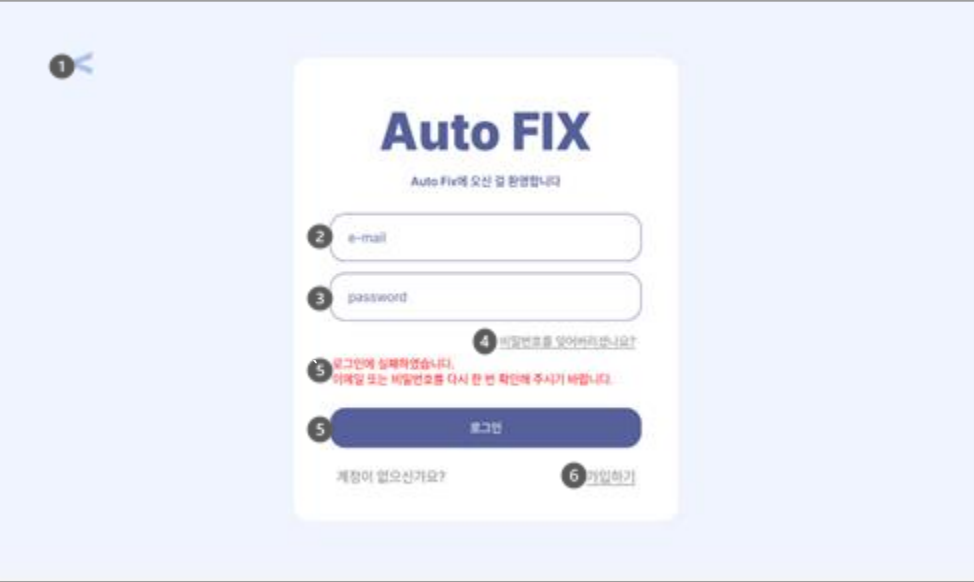 1 <
Auto FIX
Auto Fix에 오신 걸 환영합니다
2 e-mail
3 password
4 비밀번호를 잊어버리셨나요?
5 로그인에 실패하였습니다.
이메일 또는 비밀번호를 다시 한 번 확인해 주시기 바랍니다.
5 로그인
계정이 없으신가요? 6 가입하기